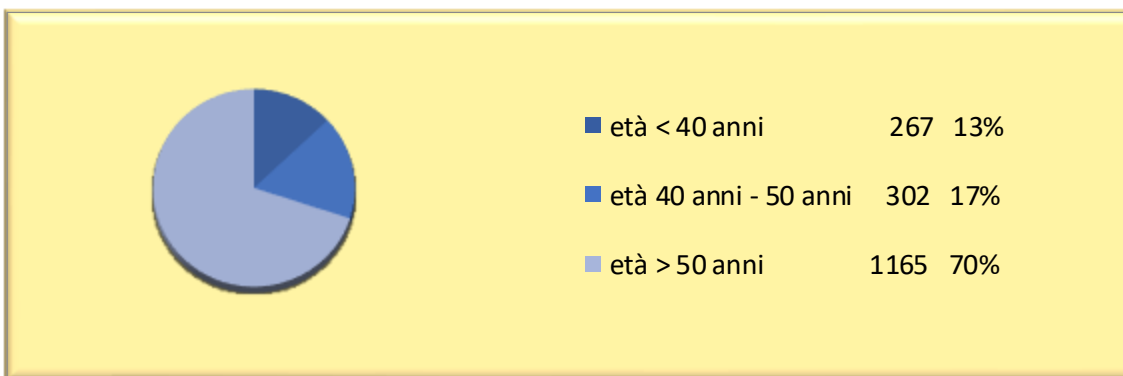 età < 40 anni 267 13%
età 40 anni - 50 anni 302 17%
età > 50 anni 1165 70%